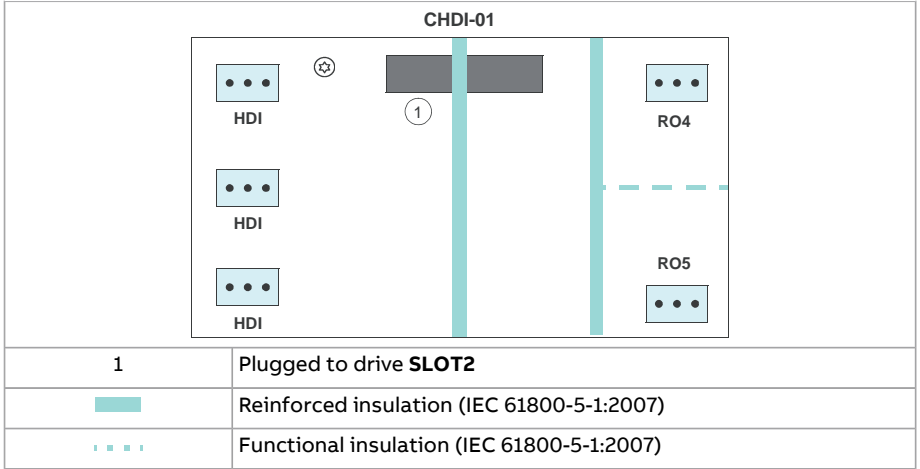 CHDI-01
HDI
1
RO4
HDI
RO5
HDI
1 Plugged to drive SLOT2
Reinforced insulation (IEC 61800-5-1:2007)
Functional insulation (IEC 61800-5-1:2007)